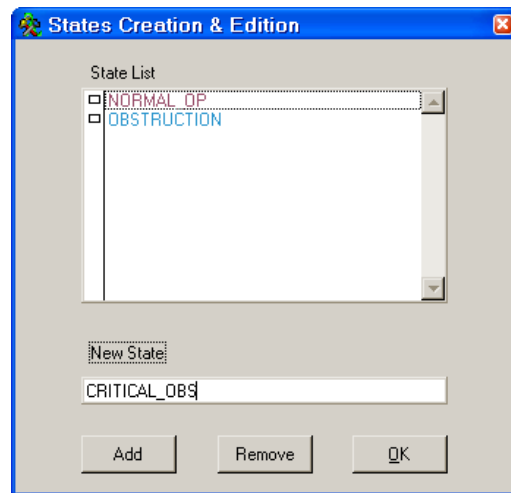 States Creation & Edition
State List
NORMAL_OP
OBSTRUCTION
New State
CRITICAL_OBS
Add Remove OK